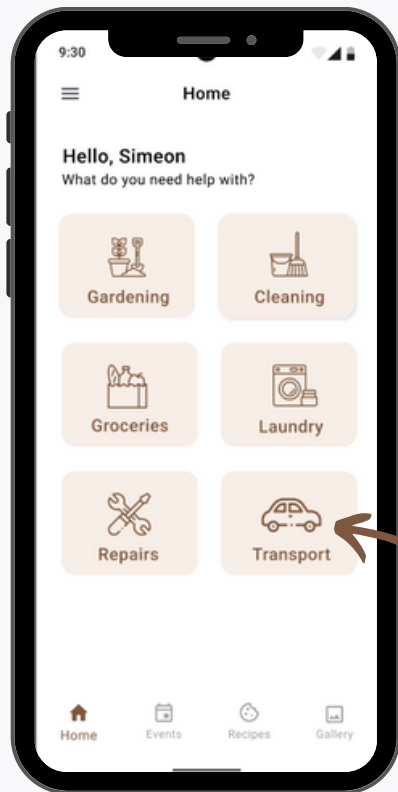 9:30
Home
Hello, Simeon
What do you need help with?
Gardening Cleaning
Groceries Laundry
Repairs Transport
Home Events Recipes Gallery